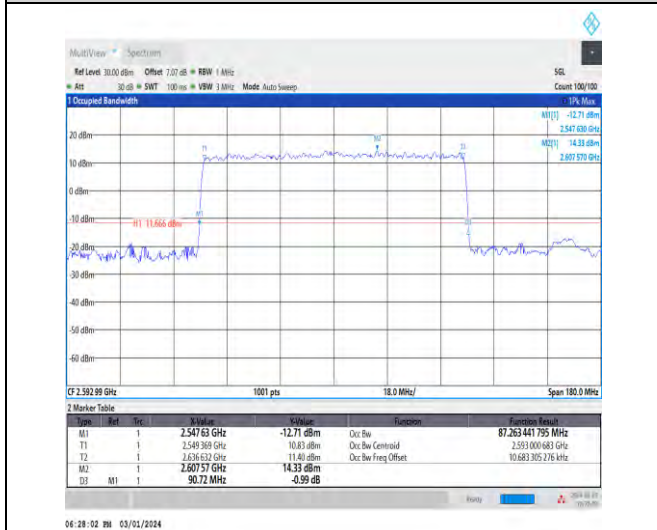 MultiView Spectrum
Ref Level 30.00 dBm Offset 7.07 dB RBW 1 MHz SGL
Att 30 dB SWT 100 ms VBW 3 MHz Mode Auto Sweep Count 100/100
1 Occupied Bandwidth 1Pk Max
M1[1] -12.71 dBm
2.547 630 GHz
M2[1] 14.33 dBm
2.607 570 GHz
20 dBm
T1 M2
10 dBm
0 dBm
-10 dBm
M1
H1 11.666 dBm
-20 dBm
-30 dBm
-40 dBm
-50 dBm
-60 dBm
CF 2.592 99 GHz 1001 pts 18.0 MHz/ Span 180.0 MHz
2 Marker Table
Type Ref Trc X-Value Y-Value Function Function Result
M1 1 2.547 63 GHz -12.71 dBm Occ Bw 87.263 441 795 MHz
T1 1 2.549 369 GHz 10.83 dBm Occ Bw Centroid 2.593 000 683 GHz
T2 1 2.636 632 GHz 11.40 dBm Occ Bw Freq Offset 10.683 305 276 kHz
M2 1 2.607 57 GHz 14.33 dBm
D3 M1 1 90.72 MHz -0.99 dB
Ready
06:28:02 PM 03/01/2024